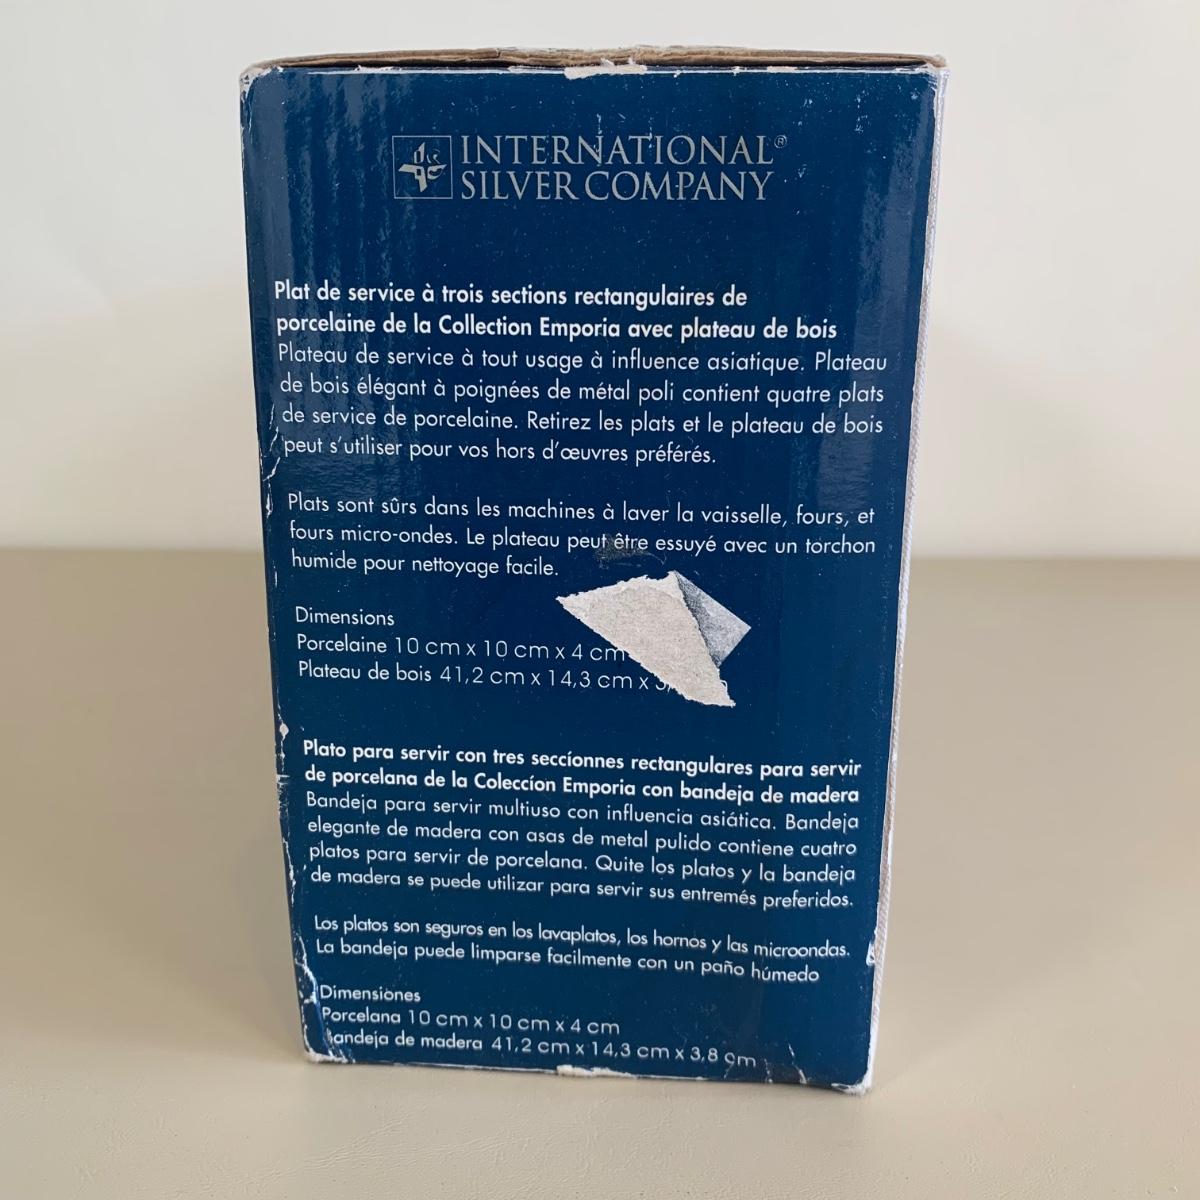 INTERNATIONAL®
SILVER COMPANY
Plat de service à trois sections rectangulaires de
porcelaine de la Collection Emporia avec plateau de bois
Plateau de service à tout usage à influence asiatique. Plateau
de bois élégant à poignées de métal poli contient quatre plats
de service de porcelaine. Retirez les plats et le plateau de bois
peut s'utiliser pour vos hors d'œuvres préférés.
Plats sont sûrs dans les machines à laver la vaisselle, fours, et
fours micro-ondes. Le plateau peut être essuyé avec un torchon
humide pour nettoyage facile.
Dimensions
Porcelaine 10 cm x 10 cm x 4 cm
Plateau de bois 41,2 cm x 14,3 cm x
Plato para servir con tres seccíonnes rectangulares para servir
de porcelana de la Coleccíon Emporia con bandeja de madera
Bandeja para servir multiuso con influencia asiática. Bandeja
elegante de madera con asas de metal pulido contiene cuatro
platos para servir de porcelana. Quite los platos y la bandeja
de madera se puede utilizar para servir sus entremés preferidos.
Los platos son seguros en los lavaplatos, los hornos y las microondas.
La bandeja puede limparse facilmente con un paño húmedo
Dimensiones
Porcelana 10 cm x 10 cm x 4 cm
Bandeja de madera 41,2 cm x 14,3 cm x 3,8 cm